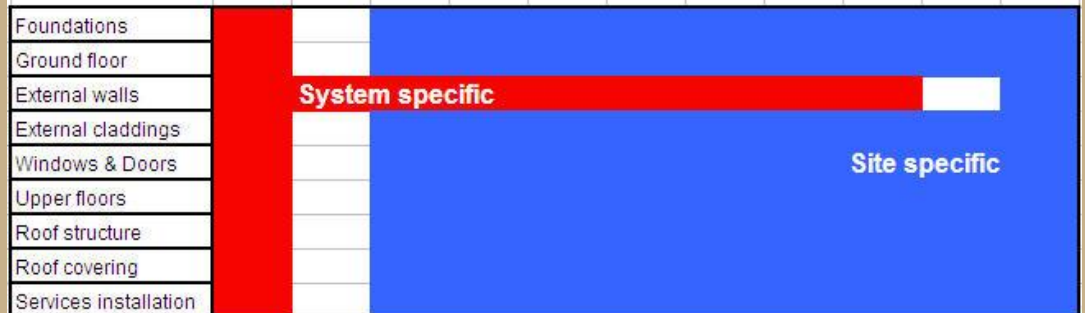 Foundations
Ground floor
External walls
System specific
External claddings
Windows & Doors
Site specific
Upper floors
Roof structure
Roof covering
Services installation